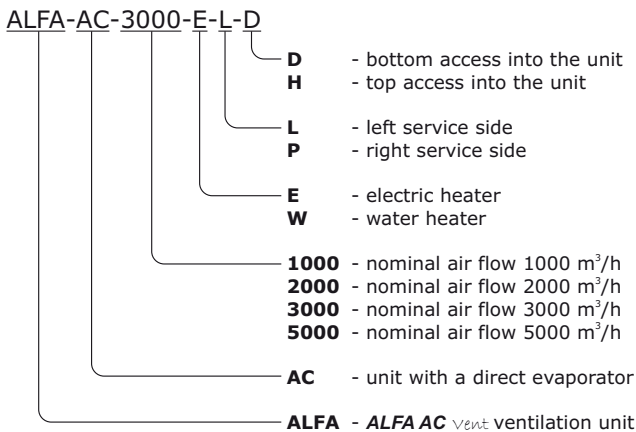 ALFA-AC-3000-E-L-D
D - bottom access into the unit
H - top access into the unit
L - left service side
P - right service side
E - electric heater
W - water heater
1000 - nominal air flow 1000 m³/h
2000 - nominal air flow 2000 m³/h
3000 - nominal air flow 3000 m³/h
5000 - nominal air flow 5000 m³/h
AC - unit with a direct evaporator
ALFA - ALFA AC Vent ventilation unit